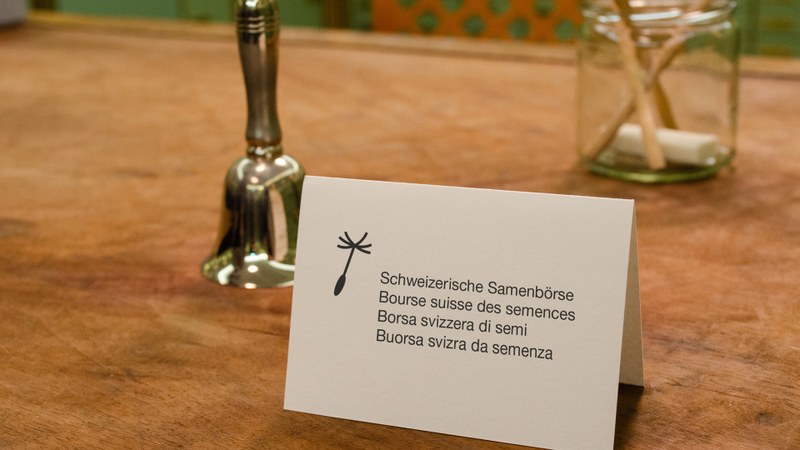 Schweizerische Samenbörse
Bourse suisse des semences
Borsa svizzera di semi
Buorsa svizra da semenza